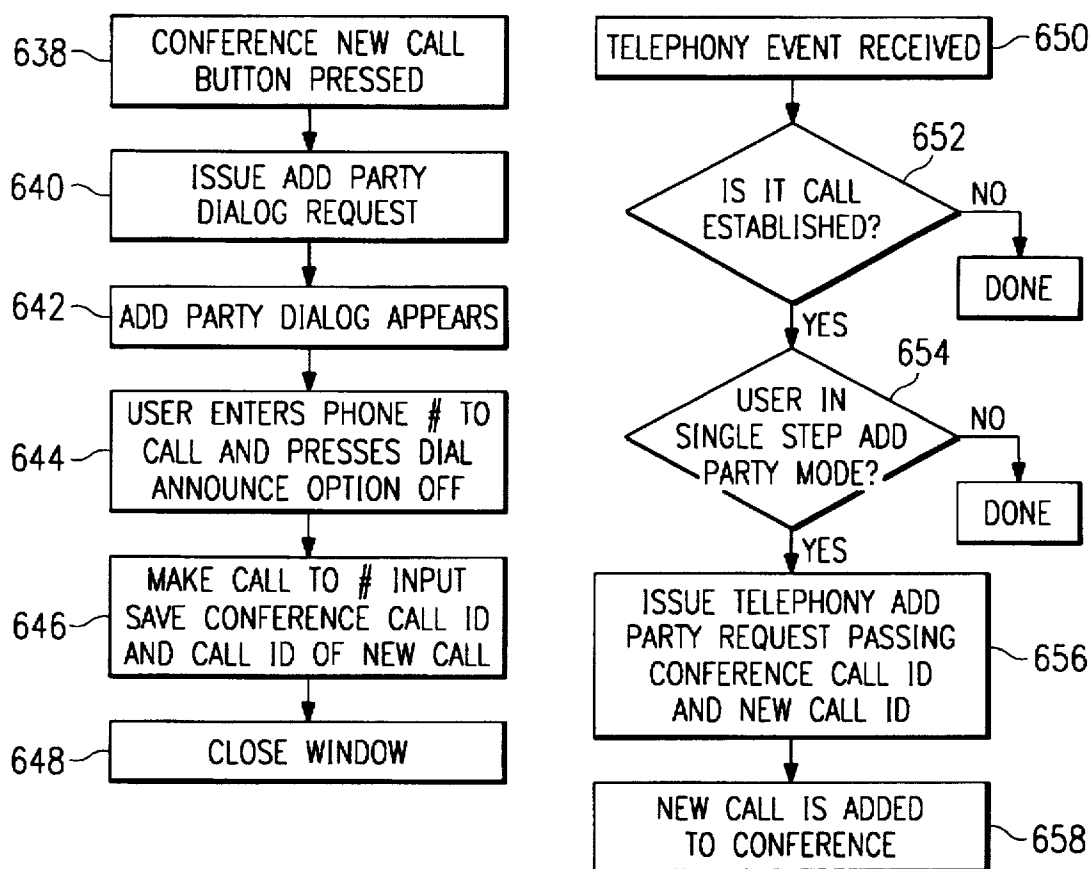 638
CONFERENCE NEW CALL
BUTTON PRESSED
640
ISSUE ADD PARTY
DIALOG REQUEST
642
ADD PARTY DIALOG APPEARS
644
USER ENTERS PHONE # TO
CALL AND PRESSES DIAL
ANNOUNCE OPTION OFF
646
MAKE CALL TO # INPUT
SAVE CONFERENCE CALL ID
AND CALL ID OF NEW CALL
648
CLOSE WINDOW
TELEPHONY EVENT RECEIVED
650
652
IS IT CALL
ESTABLISHED?
NO
DONE
YES
654
USER IN
SINGLE STEP ADD
PARTY MODE?
NO
DONE
YES
ISSUE TELEPHONY ADD
PARTY REQUEST PASSING
CONFERENCE CALL ID
AND NEW CALL ID
656
NEW CALL IS ADDED
TO CONFERENCE
658